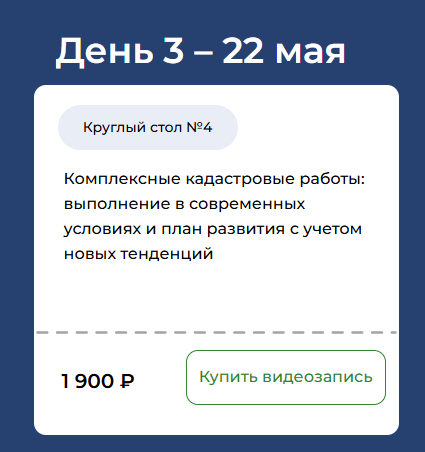 День 3 – 22 мая
Круглый стол №4
Комплексные кадастровые работы:
выполнение в современных
условиях и план развития с учетом
новых тенденций
1 900 ₽
Купить видеозапись